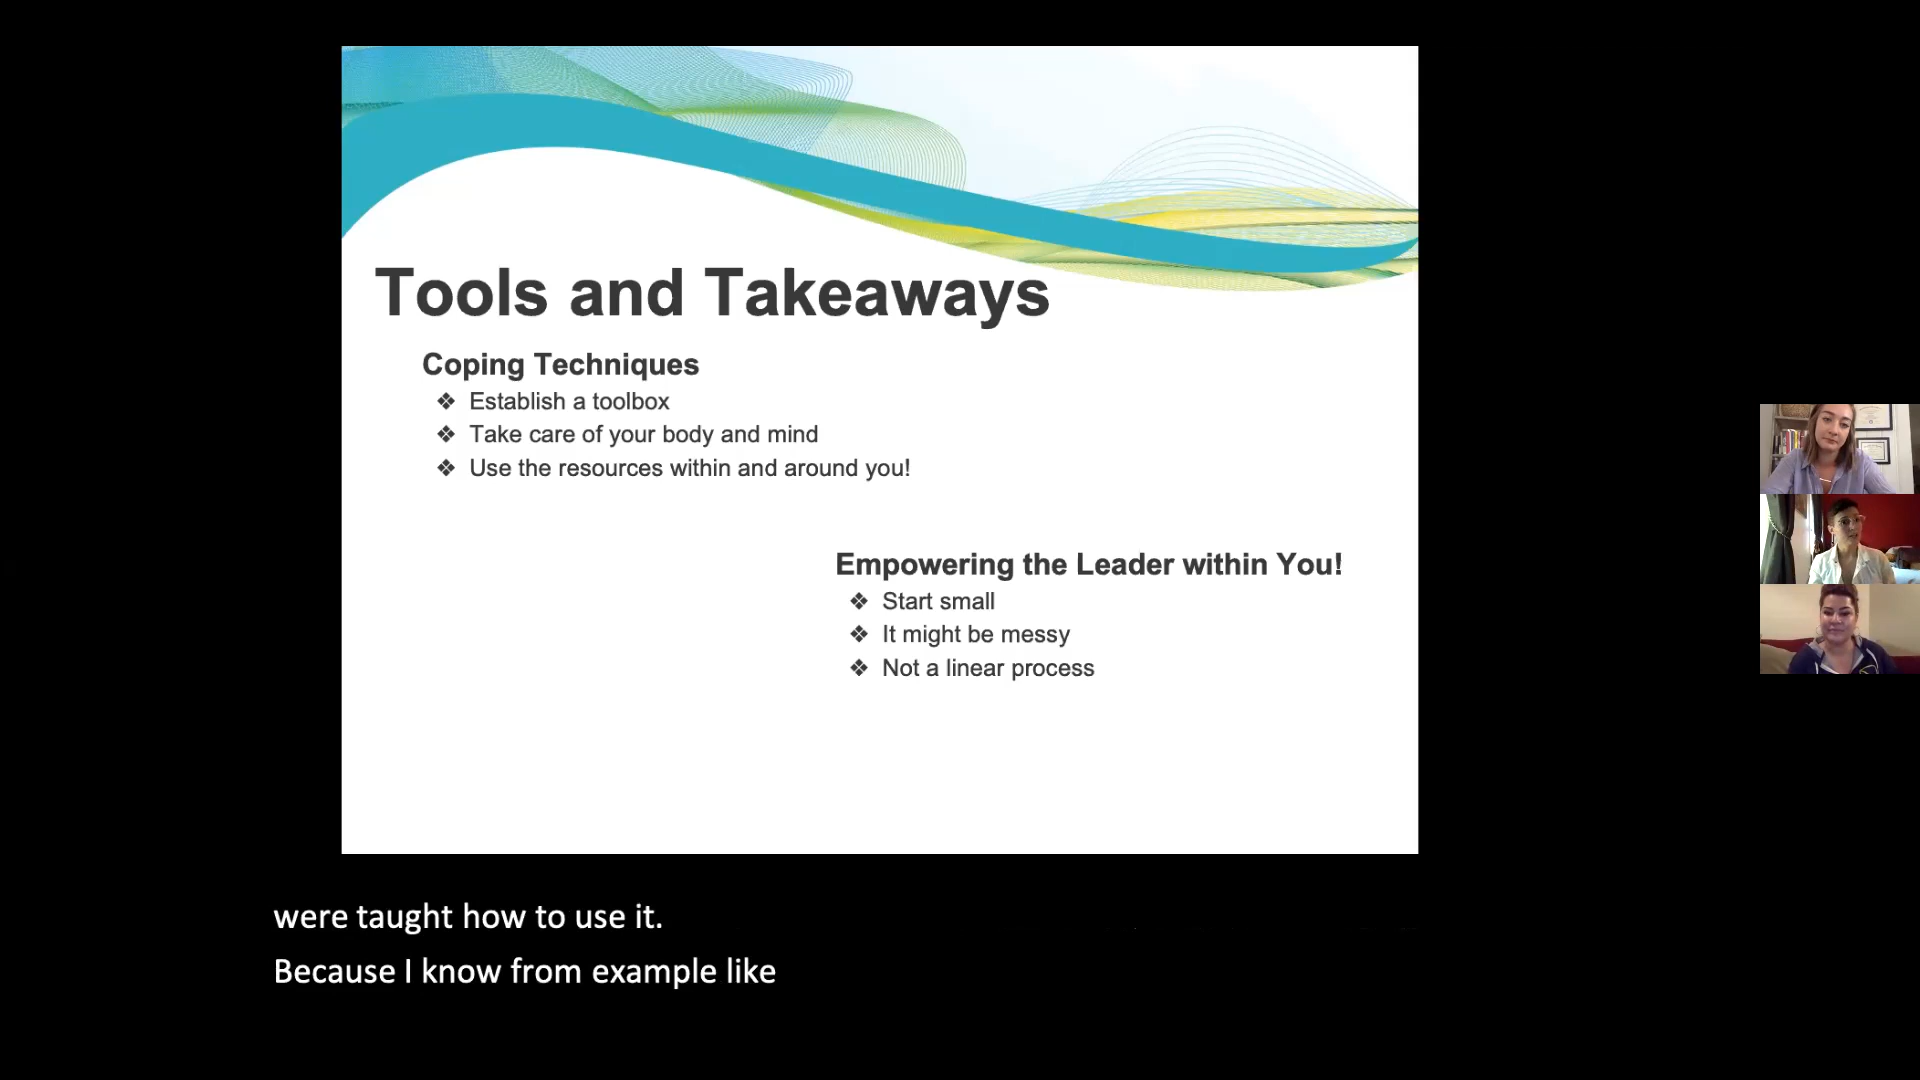 Tools and Takeaways
Coping Techniques
❖ Establish a toolbox
❖ Take care of your body and mind
❖ Use the resources within and around you!
Empowering the Leader within You!
❖ Start small
❖ It might be messy
❖ Not a linear process
were taught how to use it.
Because I know from example like